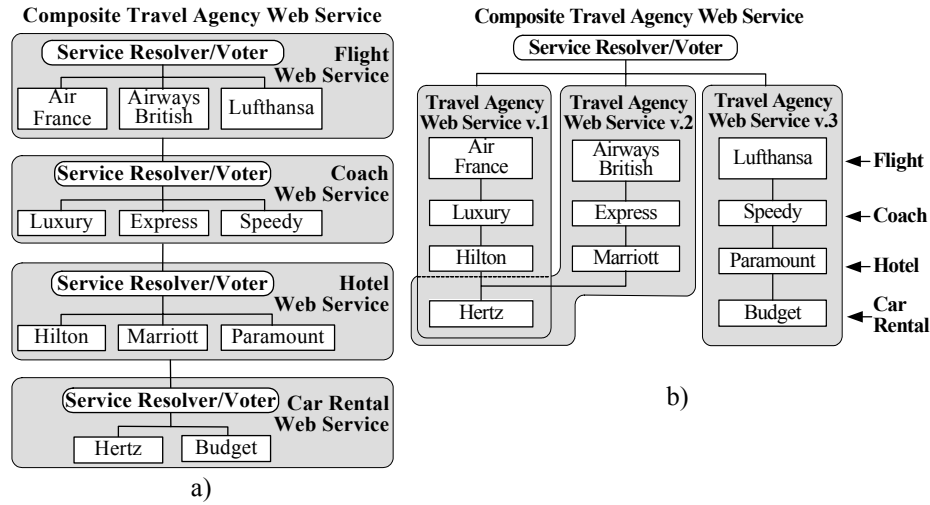 Composite Travel Agency Web Service
Service Resolver/Voter
Flight
Web Service
Air
France
Airways
British
Lufthansa
Service Resolver/Voter
Coach
Web Service
Luxury
Express
Speedy
Service Resolver/Voter
Hotel
Web Service
Hilton
Marriott
Paramount
Service Resolver/Voter
Car Rental
Web Service
Hertz
Budget
a)
b)
Composite Travel Agency Web Service
Service Resolver/Voter
Travel Agency
Web Service v.1
Air
France
Luxury
Hilton
Hertz
Travel Agency
Web Service v.2
Airways
British
Express
Marriott
Travel Agency
Web Service v.3
Lufthansa
Speedy
Paramount
Budget
Flight
Coach
Hotel
Car
Rental
b)